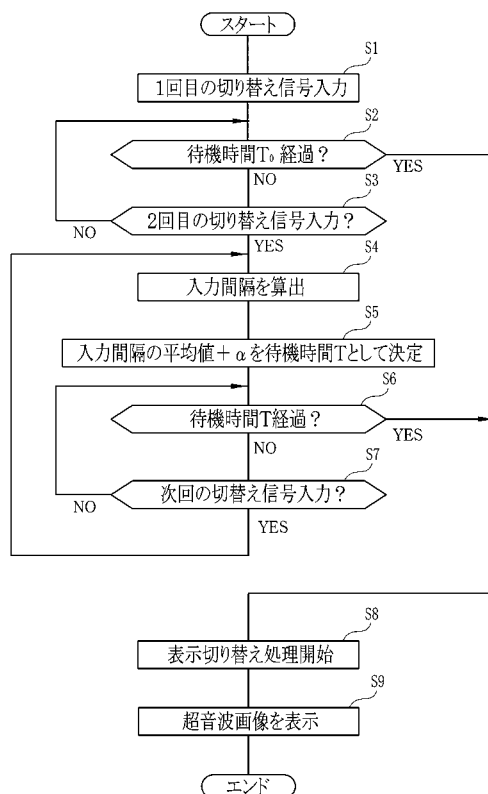 スタート
S1
1回目の切り替え信号入力
S2
待機時間T₀ 経過？
YES
NO
S3
2回目の切り替え信号入力？
NO
YES
S4
入力間隔を算出
S5
入力間隔の平均値+αを待機時間Tとして決定
S6
待機時間T経過？
YES
NO
S7
次回の切替え信号入力？
NO
YES
S8
表示切り替え処理開始
S9
超音波画像を表示
エンド